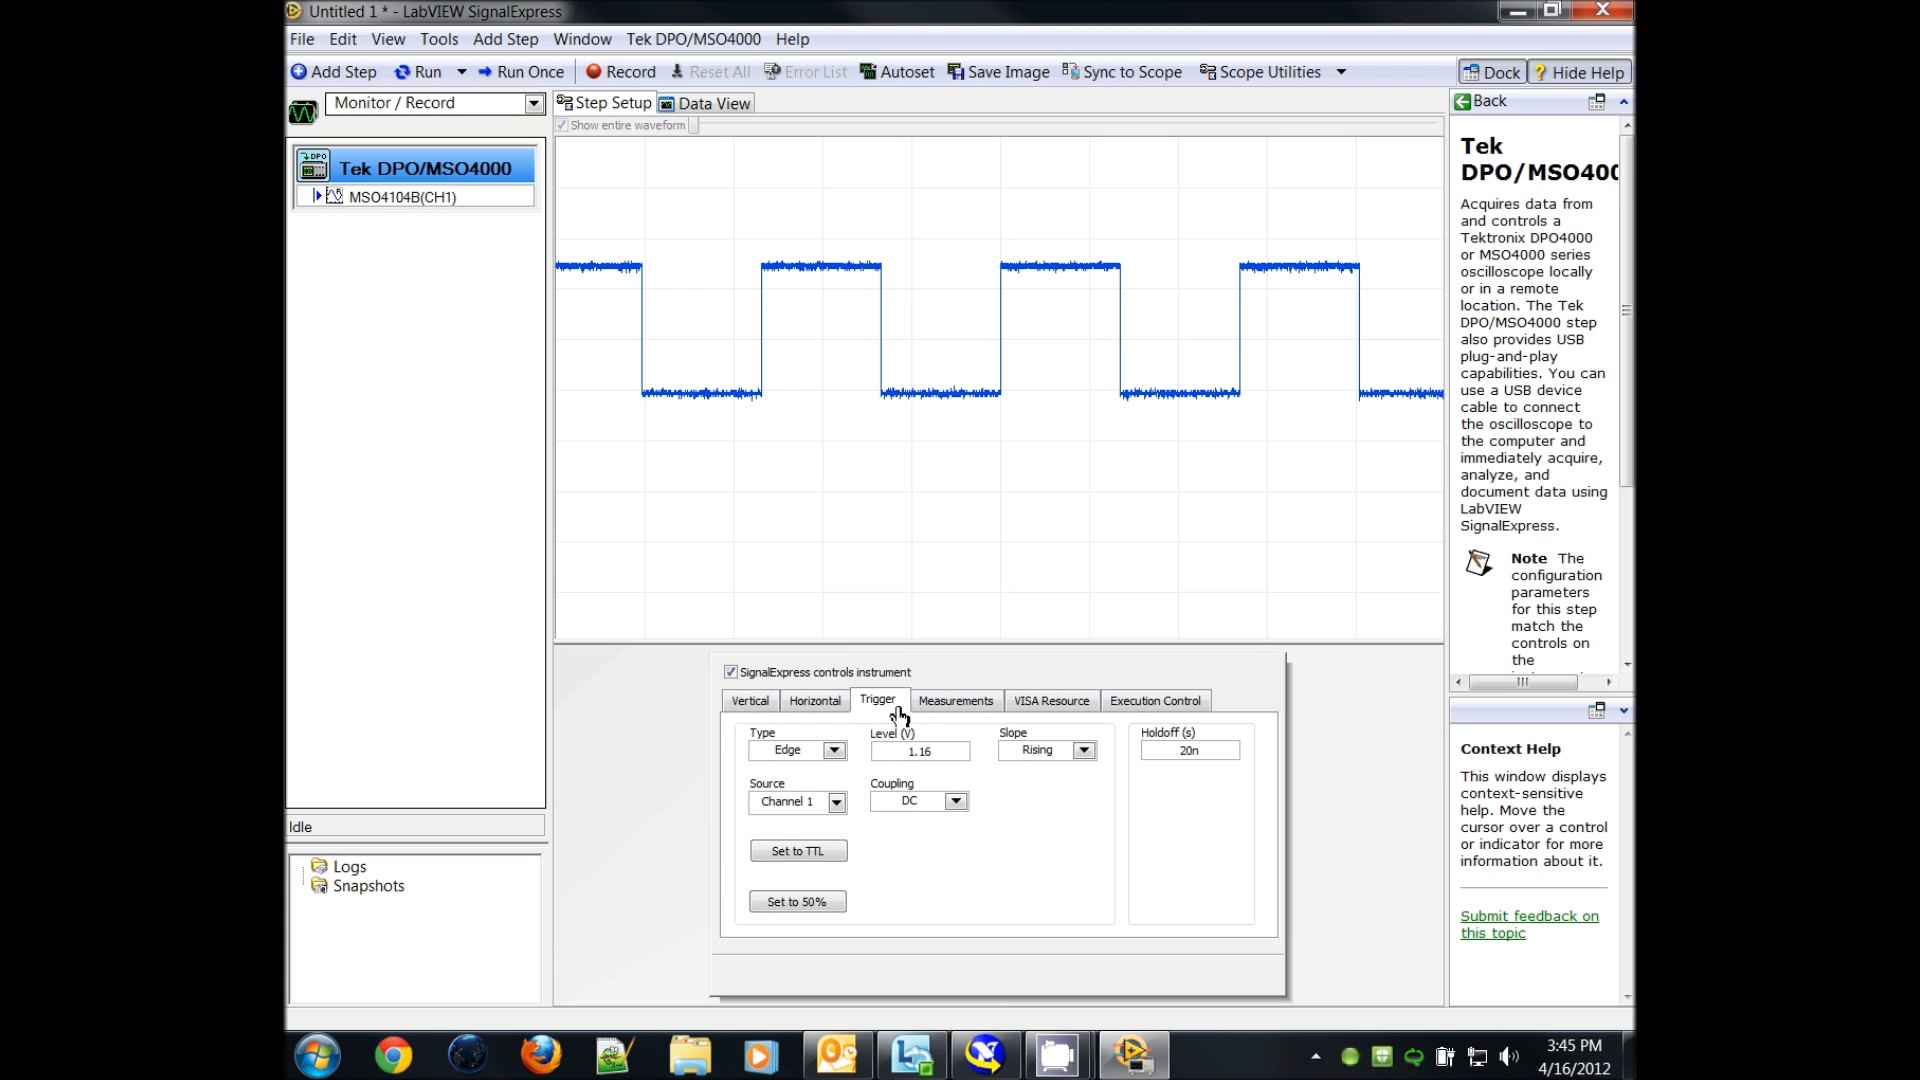 Untitled 1 * - LabVIEW SignalExpress
File Edit View Tools Add Step Window Tek DPO/MSO4000 Help
Add Step Run Run Once Record Reset All Error List Autoset Save Image Sync to Scope Scope Utilities Dock Hide Help
Monitor / Record
Step Setup Data View
Back
Show entire waveform
Tek DPO/MSO4000
MSO4104B(CH1)
Tek
DPO/MSO400
Acquires data from
and controls a
Tektronix DPO4000
or MSO4000 series
oscilloscope locally
or in a remote
location. The Tek
DPO/MSO4000 step
also provides USB
plug-and-play
capabilities. You can
use a USB device
cable to connect
the oscilloscope to
the computer and
immediately acquire,
analyze, and
document data using
LabVIEW
SignalExpress.
Note The
configuration
parameters
for this step
match the
controls on
the
SignalExpress controls instrument
Vertical Horizontal Trigger Measurements VISA Resource Execution Control
Type Level (V) Slope Holdoff (s)
Edge 1.16 Rising 20n
Source Coupling
Channel 1 DC
Set to TTL
Set to 50%
Context Help
This window displays
context-sensitive
help. Move the
cursor over a control
or indicator for more
information about it.
Submit feedback on
this topic
Idle
Logs
Snapshots
3:45 PM
4/16/2012